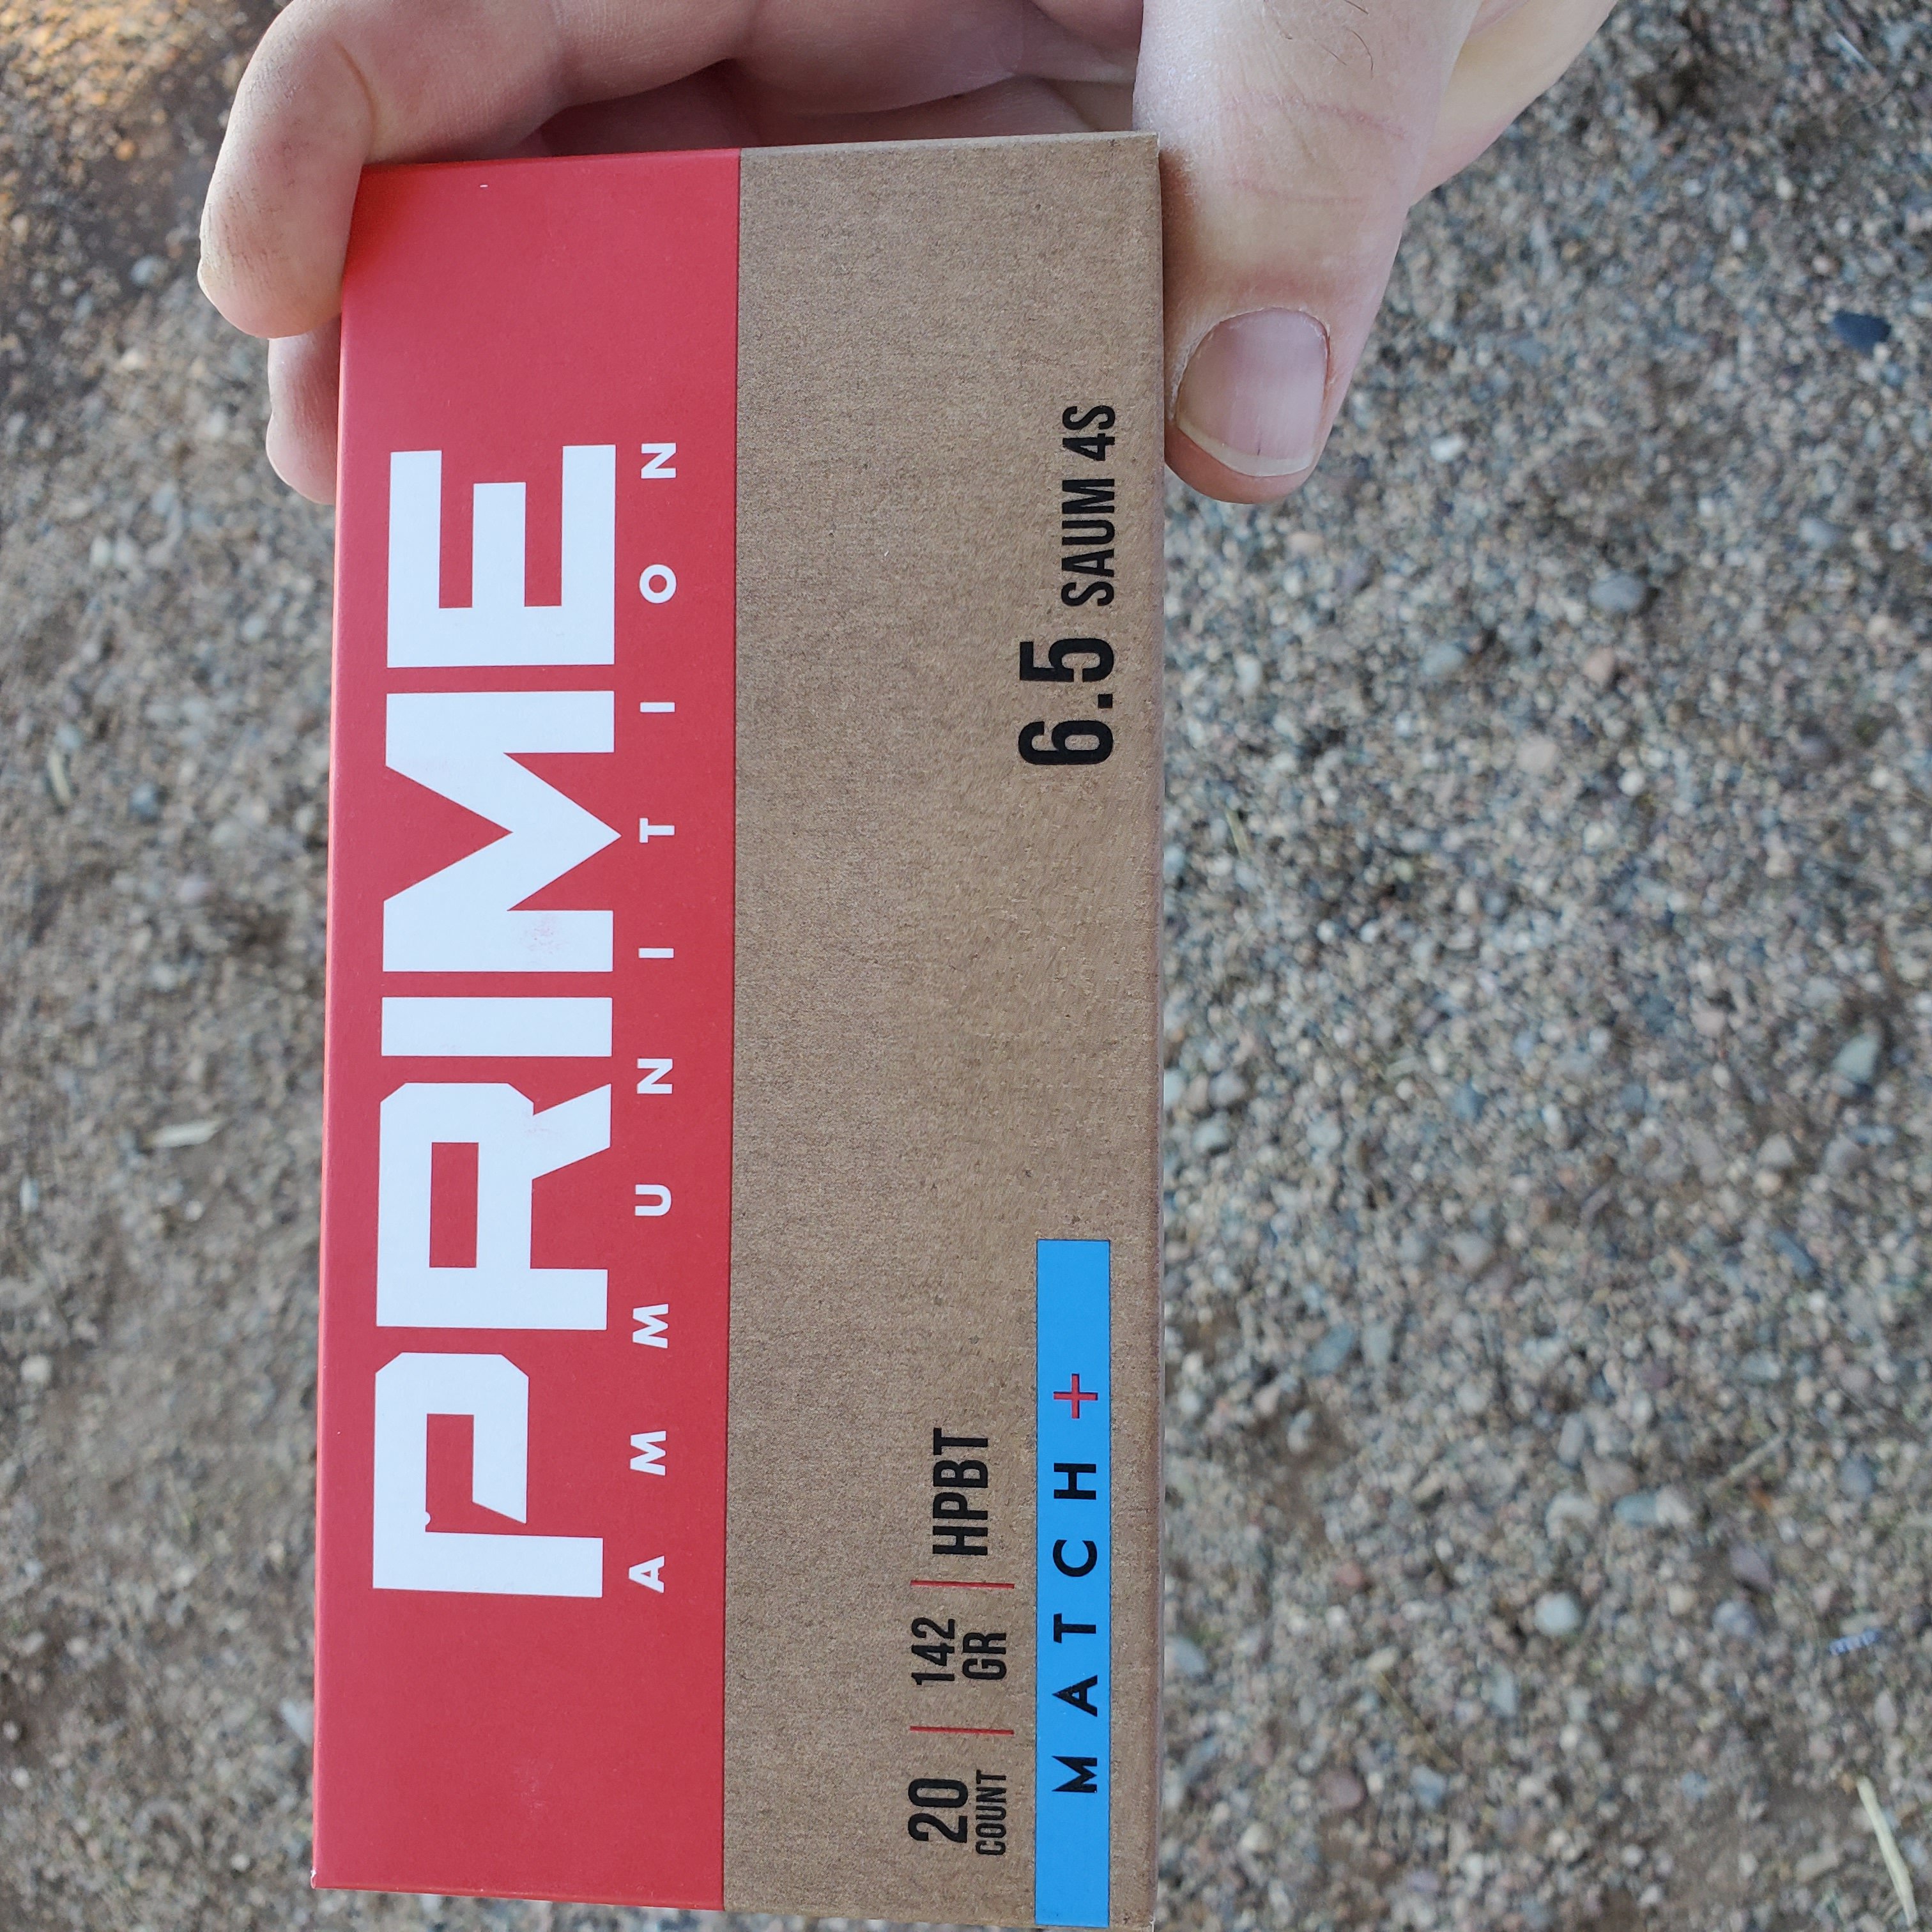 PRIME
AMMUNITION
20 COUNT | 142 GR | HPBT
MATCH+
6.5 SAUM 4S